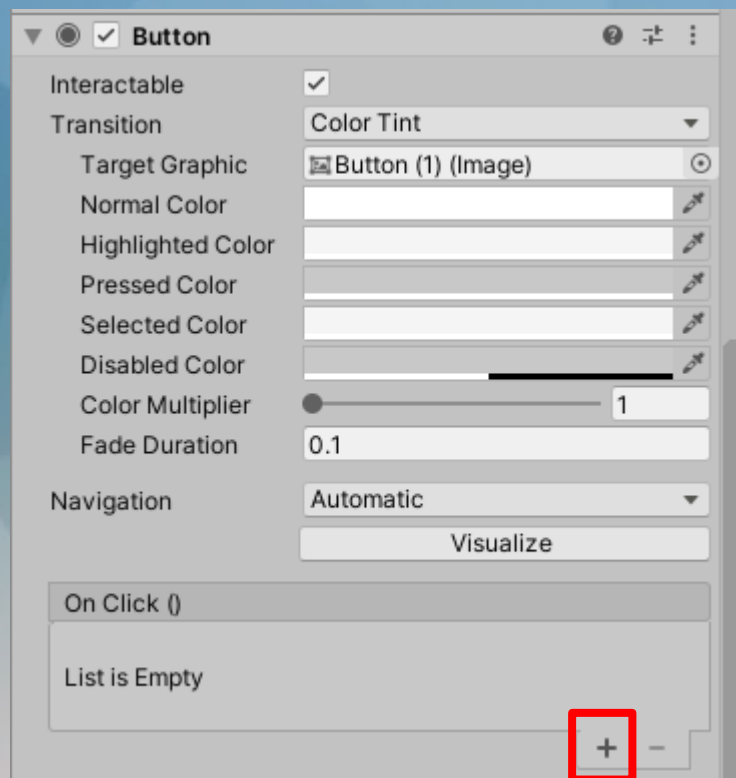 Button
Interactable
Transition Color Tint
Target Graphic Button (1) (Image)
Normal Color
Highlighted Color
Pressed Color
Selected Color
Disabled Color
Color Multiplier 1
Fade Duration 0.1
Navigation Automatic
Visualize
On Click ()
List is Empty
+ −